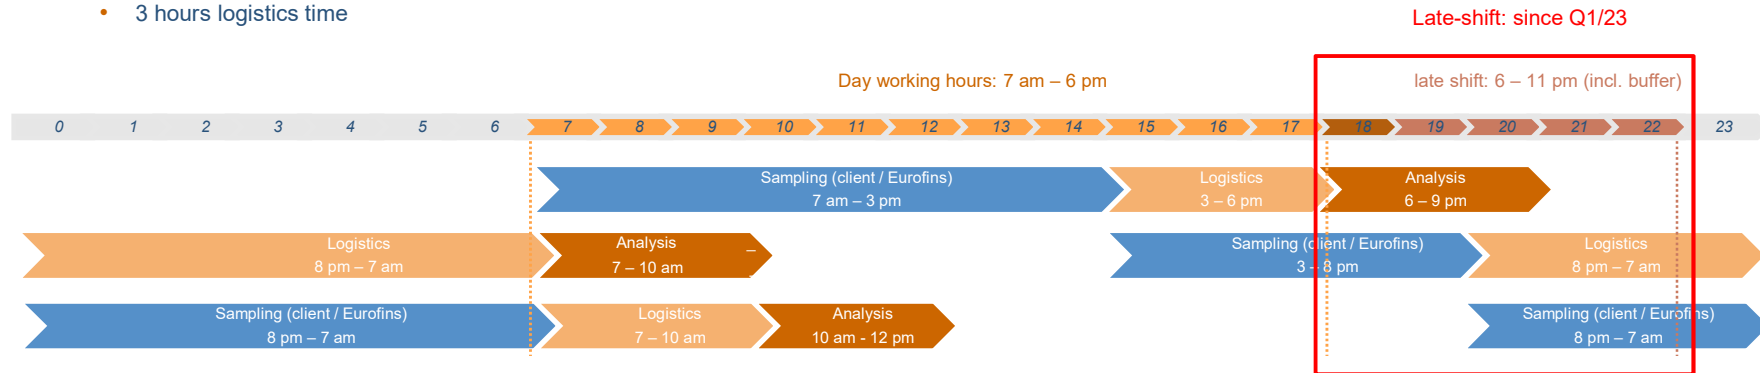 • 3 hours logistics time
Late-shift: since Q1/23
Day working hours: 7 am – 6 pm
late shift: 6 – 11 pm (incl. buffer)
0 1 2 3 4 5 6 7 8 9 10 11 12 13 14 15 16 17 18 19 20 21 22 23
Sampling (client / Eurofins)
7 am – 3 pm
Logistics
3 – 6 pm
Analysis
6 – 9 pm
Logistics
8 pm – 7 am
Analysis –
7 – 10 am
Sampling (client / Eurofins)
3 – 8 pm
Logistics
8 pm – 7 am
Sampling (client / Eurofins)
8 pm – 7 am
Logistics
7 – 10 am
Analysis
10 am - 12 pm
Sampling (client / Eurofins)
8 pm – 7 am